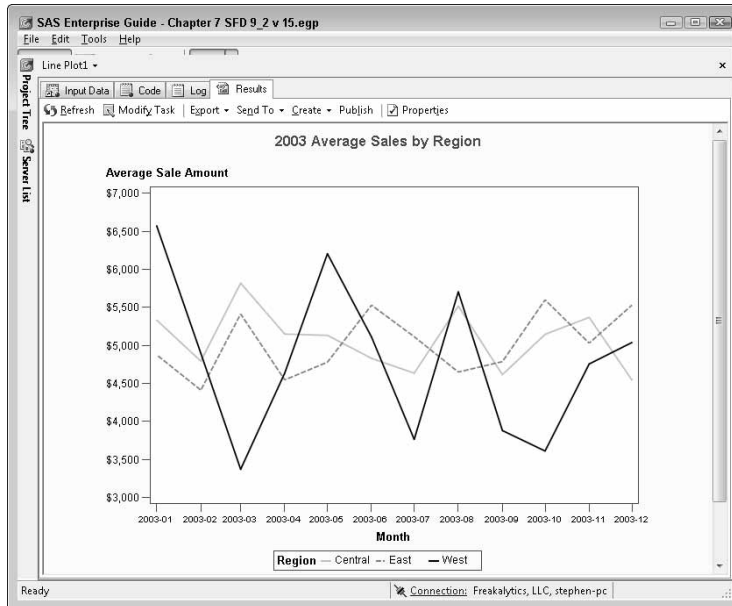 SAS Enterprise Guide - Chapter 7 SFD 9_2 v 15.egp
File Edit Tools Help
Line Plot1
Project Tree
Server List
Input Data Code Log Results
Refresh Modify Task Export Send To Create Publish Properties
2003 Average Sales by Region
Average Sale Amount
$7,000
$6,500
$6,000
$5,500
$5,000
$4,500
$4,000
$3,500
$3,000
2003-01 2003-02 2003-03 2003-04 2003-05 2003-06 2003-07 2003-08 2003-09 2003-10 2003-11 2003-12
Month
Region Central East West
Ready Connection: Freakalytics, LLC, stephen-pc